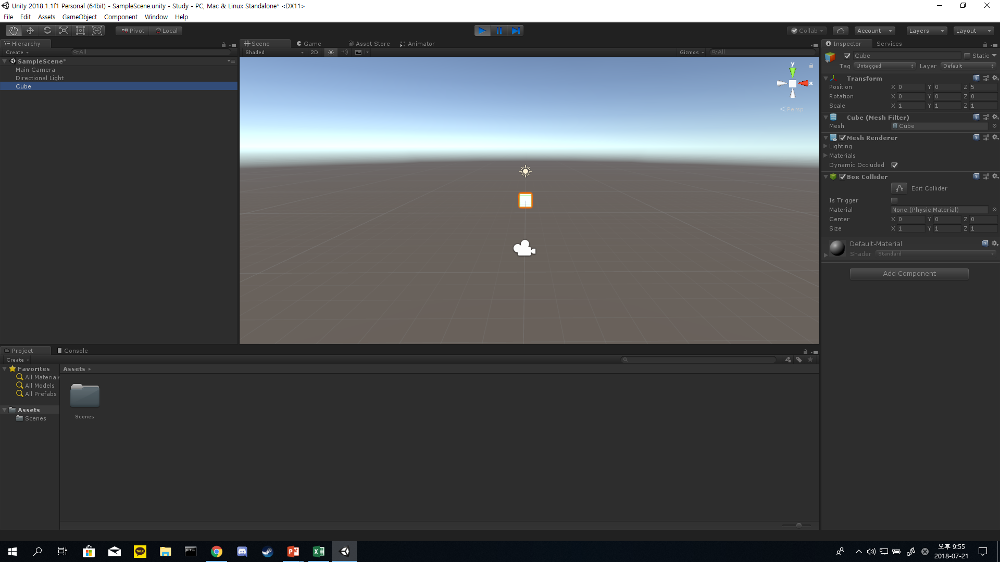 Unity 2018.1.1f1 Personal (64bit) - SampleScene.unity - Study - PC, Mac & Linux Standalone* <DX11>
File Edit Assets GameObject Component Window Help
Pivot Local
Collab Account Layers Layout
Hierarchy
Create All
SampleScene*
Main Camera
Directional Light
Cube
Scene Game Asset Store Animator
Shaded 2D Gizmos All
y
x
Persp
Inspector Services
Cube Static
Tag Untagged Layer Default
Transform
Position X 0 Y 0 Z 5
Rotation X 0 Y 0 Z 0
Scale X 1 Y 1 Z 1
Cube (Mesh Filter)
Mesh Cube
Mesh Renderer
Lighting
Materials
Dynamic Occluded
Box Collider
Edit Collider
Is Trigger
Material None (Physic Material)
Center X 0 Y 0 Z 0
Size X 1 Y 1 Z 1
Default-Material
Shader Standard
Add Component
Project Console
Create
Favorites
All Materials
All Models
All Prefabs
Assets
Scenes
Assets
Scenes
TALK
오후 9:55
2018-07-21